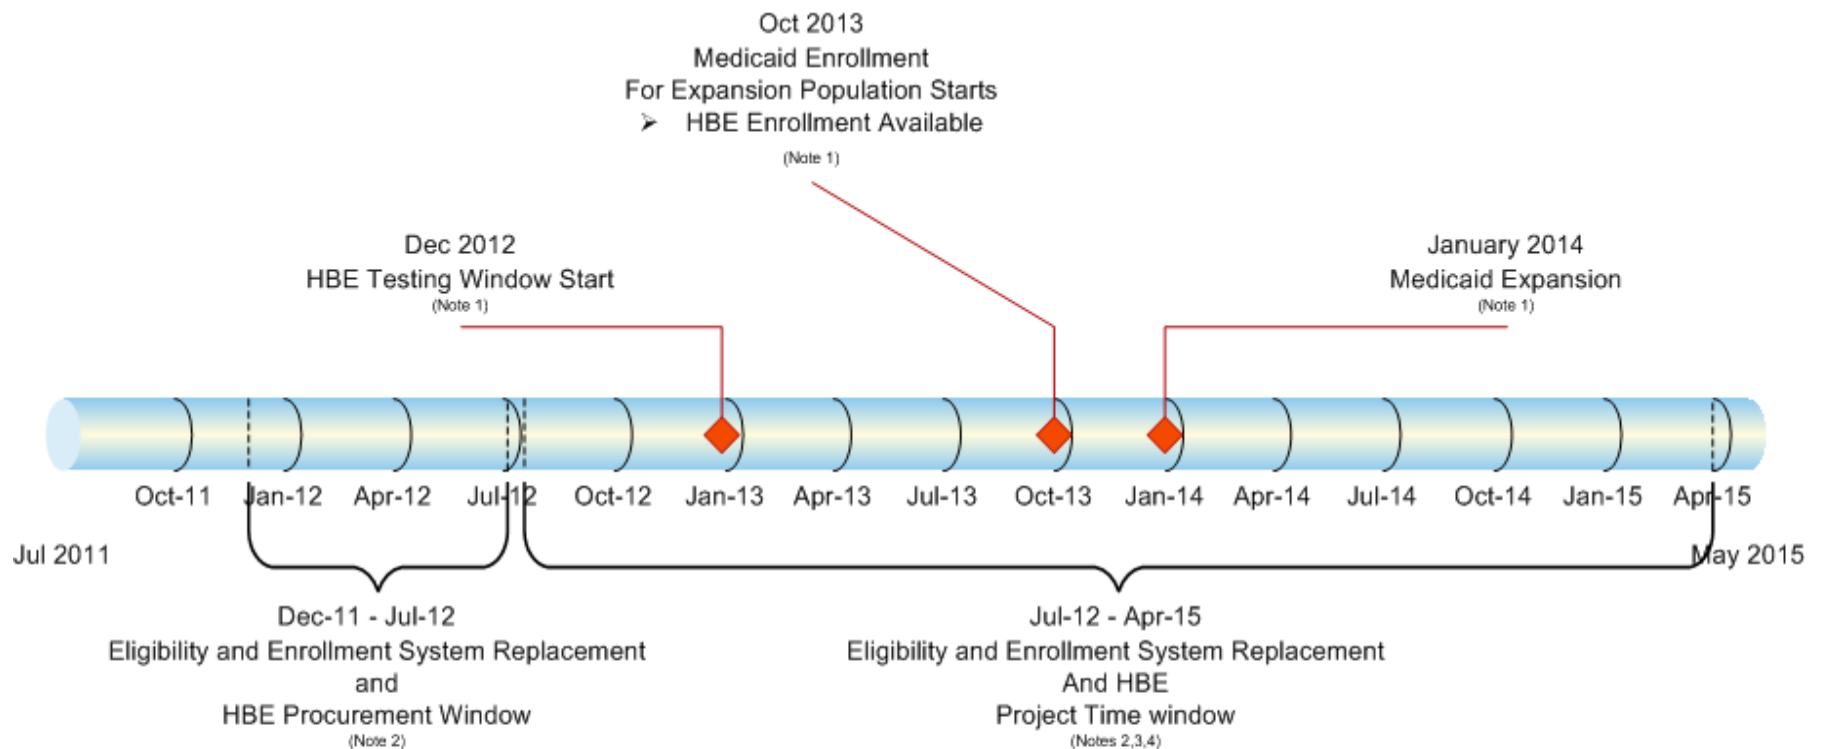 Oct 2013
Medicaid Enrollment
For Expansion Population Starts
➢ HBE Enrollment Available
(Note 1)
Dec 2012
HBE Testing Window Start
(Note 1)
January 2014
Medicaid Expansion
(Note 1)
Oct-11 Jan-12 Apr-12 Jul-12 Oct-12 Jan-13 Apr-13 Jul-13 Oct-13 Jan-14 Apr-14 Jul-14 Oct-14 Jan-15 Apr-15
Jul 2011
May 2015
Dec-11 - Jul-12
Eligibility and Enrollment System Replacement
and
HBE Procurement Window
(Note 2)
Jul-12 - Apr-15
Eligibility and Enrollment System Replacement
And HBE
Project Time window
(Notes 2,3,4)